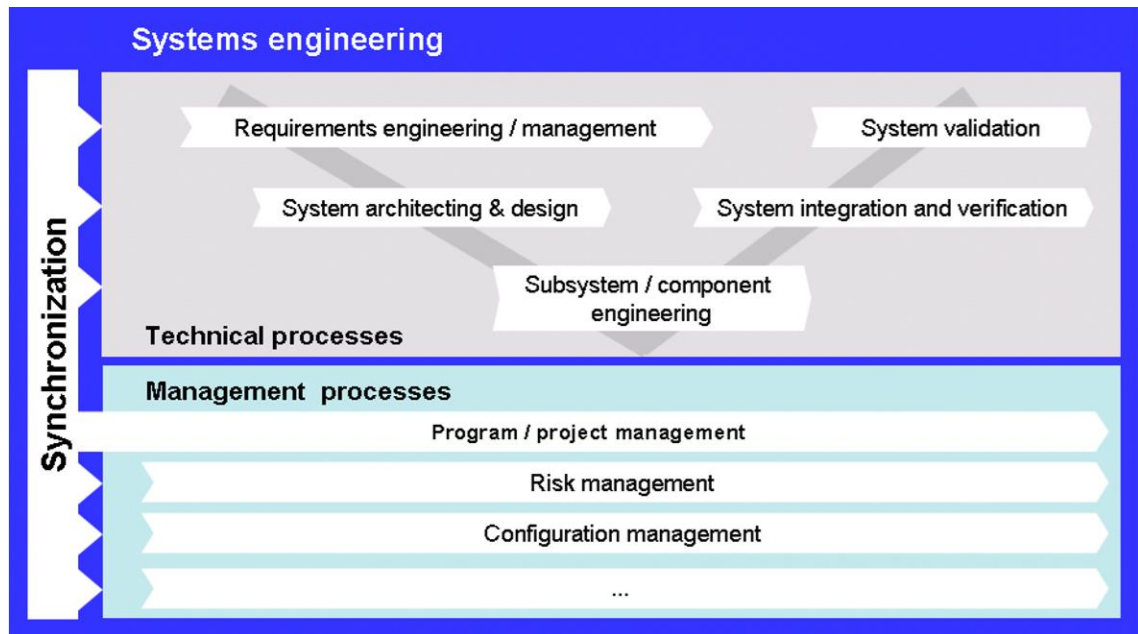 Systems engineering
Synchronization
Requirements engineering / management
System validation
System architecting & design
System integration and verification
Subsystem / component
engineering
Technical processes
Management processes
Program / project management
Risk management
Configuration management
...